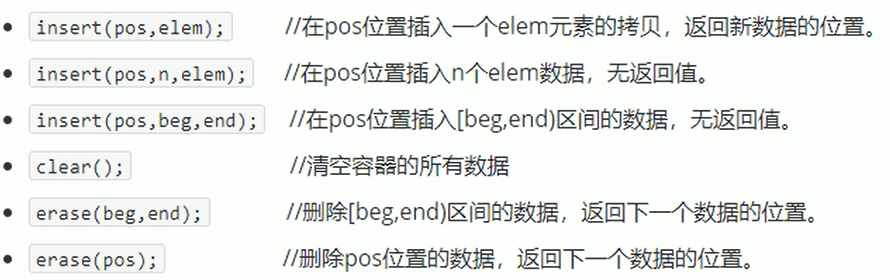 insert(pos,elem); //在pos位置插入一个elem元素的拷贝，返回新数据的位置。
insert(pos,n,elem); //在pos位置插入n个elem数据，无返回值。
insert(pos,beg,end); //在pos位置插入[beg,end)区间的数据，无返回值。
clear(); //清空容器的所有数据
erase(beg,end); //删除[beg,end)区间的数据，返回下一个数据的位置。
erase(pos); //删除pos位置的数据，返回下一个数据的位置。